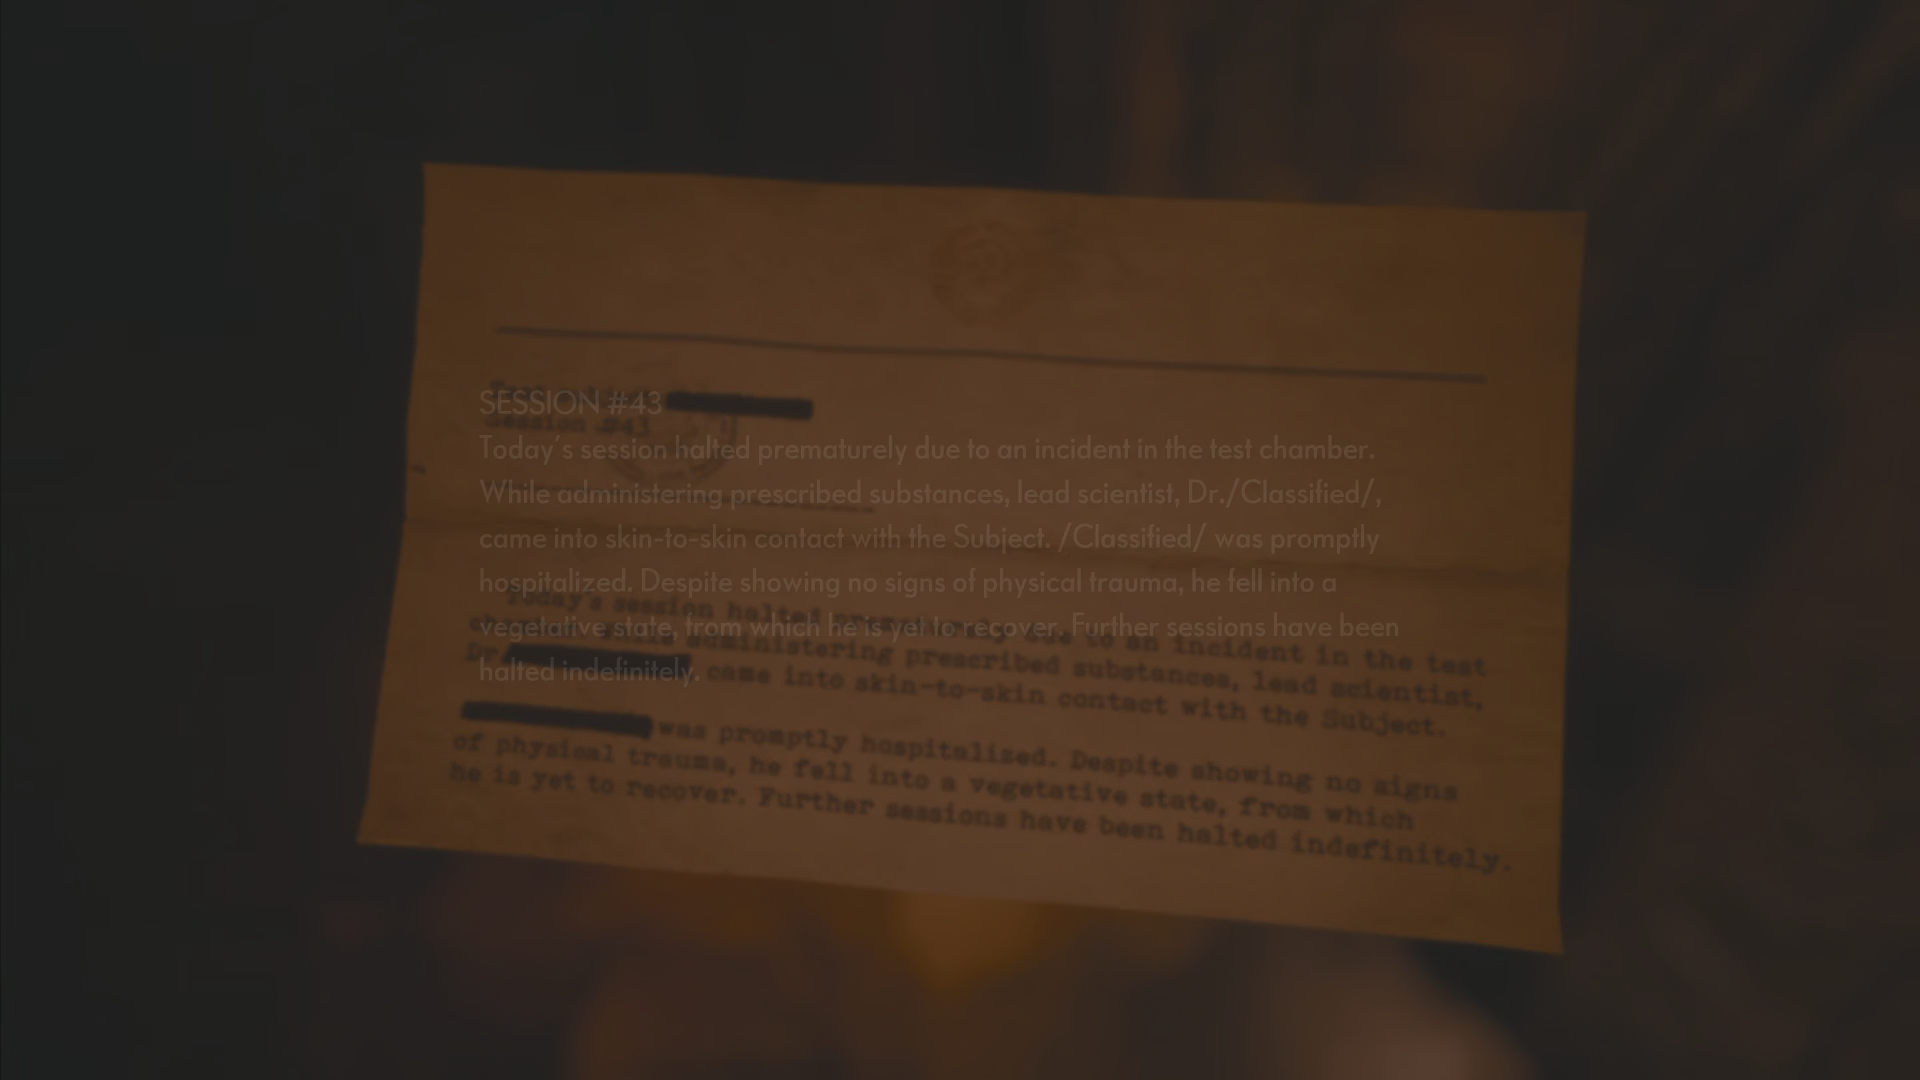 SESSION #43
Today's session halted prematurely due to an incident in the test chamber.
While administering prescribed substances, lead scientist, Dr./Classified/,
came into skin-to-skin contact with the Subject. /Classified/ was promptly
hospitalized. Despite showing no signs of physical trauma, he fell into a
vegetative state, from which he is yet to recover. Further sessions have been
halted indefinitely.
Test subject
Session #43
Today's session halted prematurely due to an incident in the test
chamber. While administering prescribed substances, lead scientist,
Dr. came into skin-to-skin contact with the Subject.
was promptly hospitalized. Despite showing no signs
of physical trauma, he fell into a vegetative state, from which
he is yet to recover. Further sessions have been halted indefinitely.